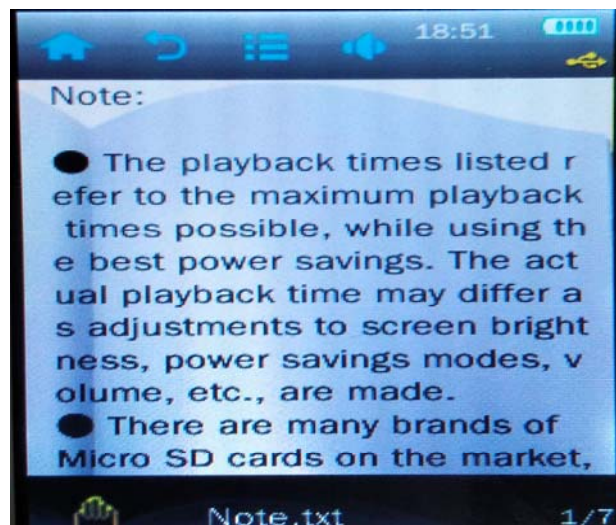 18:51
Note:
● The playback times listed r
efer to the maximum playback
times possible, while using th
e best power savings. The act
ual playback time may differ a
s adjustments to screen bright
ness, power savings modes, v
olume, etc., are made.
● There are many brands of
Micro SD cards on the market,
Note.txt 1/7